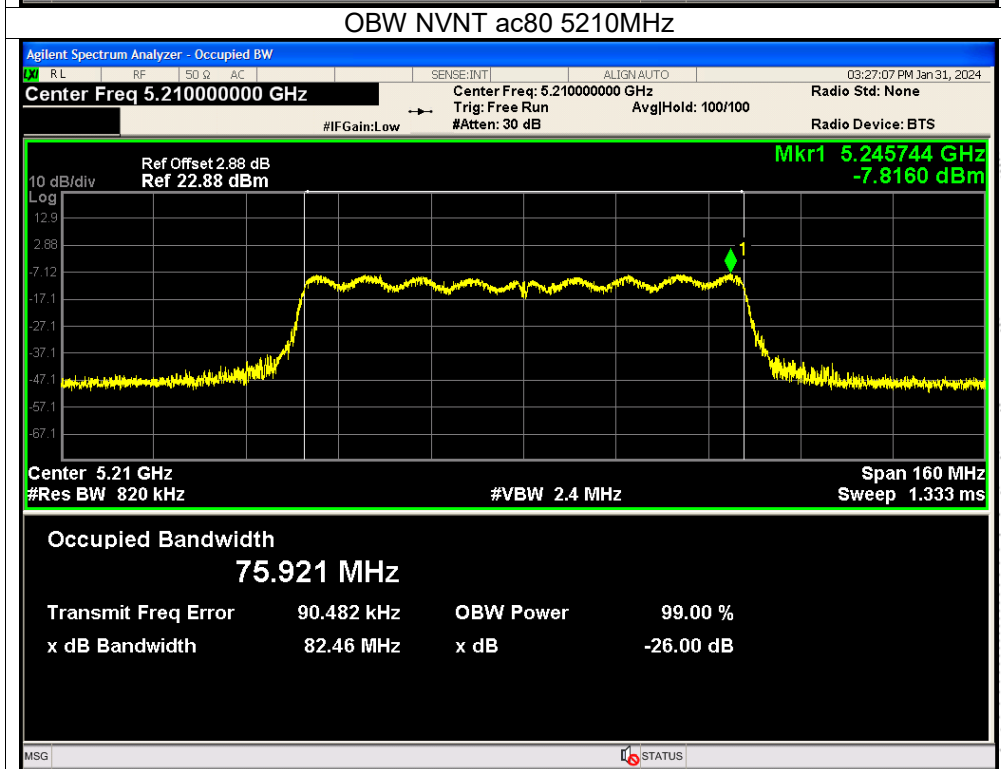 OBW NVNT ac80 5210MHz
Agilent Spectrum Analyzer - Occupied BW
LXI RL RF 50 Ω AC SENSE:INT ALIGN AUTO 03:27:07 PM Jan 31, 2024
Center Freq 5.210000000 GHz Center Freq: 5.210000000 GHz Radio Std: None
Trig: Free Run Avg|Hold: 100/100
#IFGain:Low #Atten: 30 dB Radio Device: BTS
Mkr1 5.245744 GHz
-7.8160 dBm
Ref Offset 2.88 dB
10 dB/div Ref 22.88 dBm
Log
12.9
2.88
1
-7.12
-17.1
-27.1
-37.1
-47.1
-57.1
-67.1
Center 5.21 GHz Span 160 MHz
#Res BW 820 kHz #VBW 2.4 MHz Sweep 1.333 ms
Occupied Bandwidth
75.921 MHz
Transmit Freq Error 90.482 kHz OBW Power 99.00 %
x dB Bandwidth 82.46 MHz x dB -26.00 dB
MSG STATUS